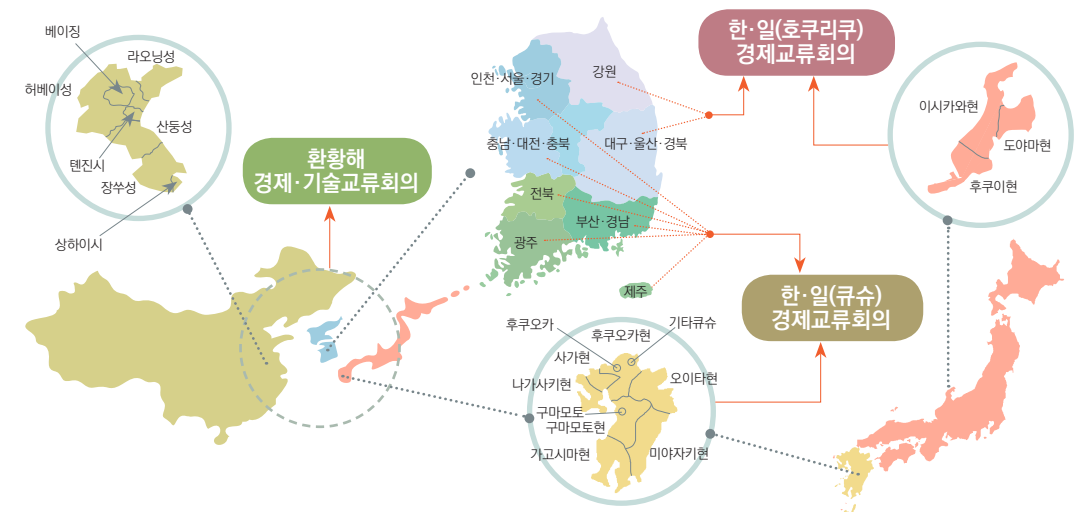 베이징
라오닝성
허베이성
산둥성
톈진시
장쑤성
상하이시
환황해
경제·기술교류회의
인천·서울·경기
강원
충남·대전·충북
대구·울산·경북
전북
부산·경남
광주
제주
한·일(호쿠리쿠)
경제교류회의
이시카와현
도야마현
후쿠이현
한·일(큐슈)
경제교류회의
후쿠오카
기타큐슈
후쿠오카현
사가현
나가사키현
오이타현
구마모토
구마모토현
가고시마현
미야자키현